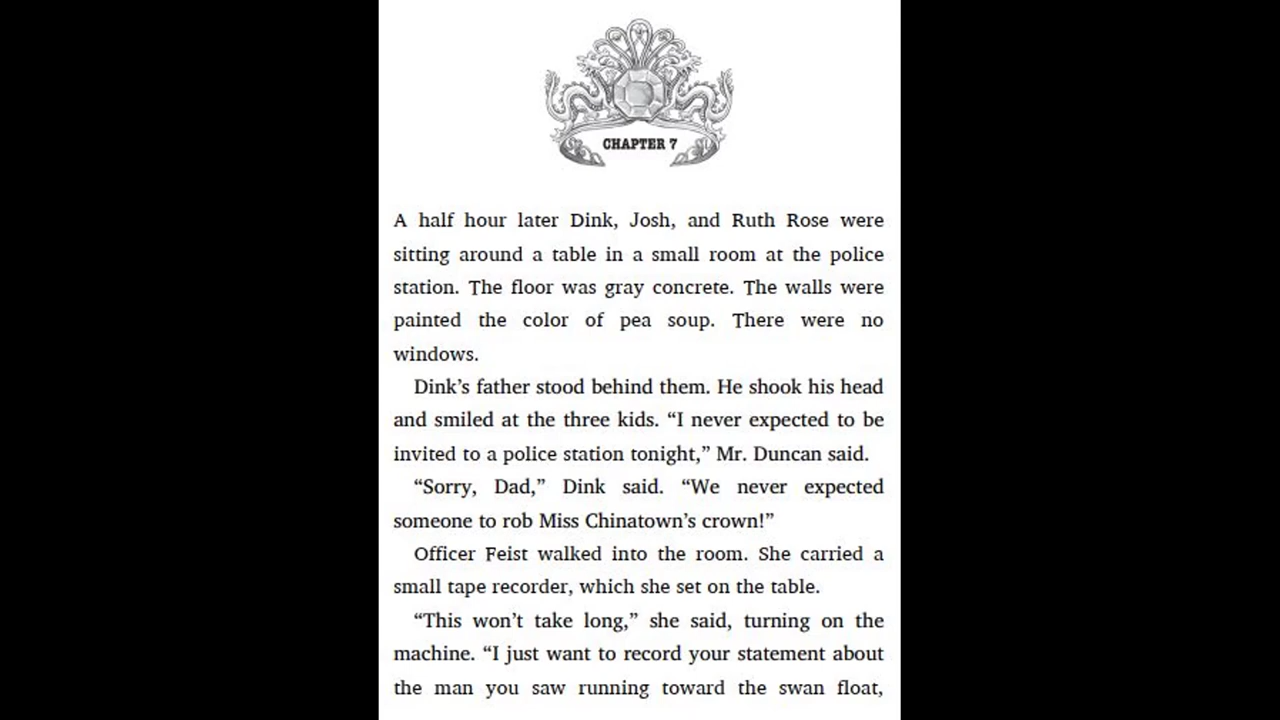 CHAPTER 7
A half hour later Dink, Josh, and Ruth Rose were
sitting around a table in a small room at the police
station. The floor was gray concrete. The walls were
painted the color of pea soup. There were no
windows.
Dink’s father stood behind them. He shook his head
and smiled at the three kids. “I never expected to be
invited to a police station tonight,” Mr. Duncan said.
“Sorry, Dad,” Dink said. “We never expected
someone to rob Miss Chinatown’s crown!”
Officer Feist walked into the room. She carried a
small tape recorder, which she set on the table.
“This won’t take long,” she said, turning on the
machine. “I just want to record your statement about
the man you saw running toward the swan float,